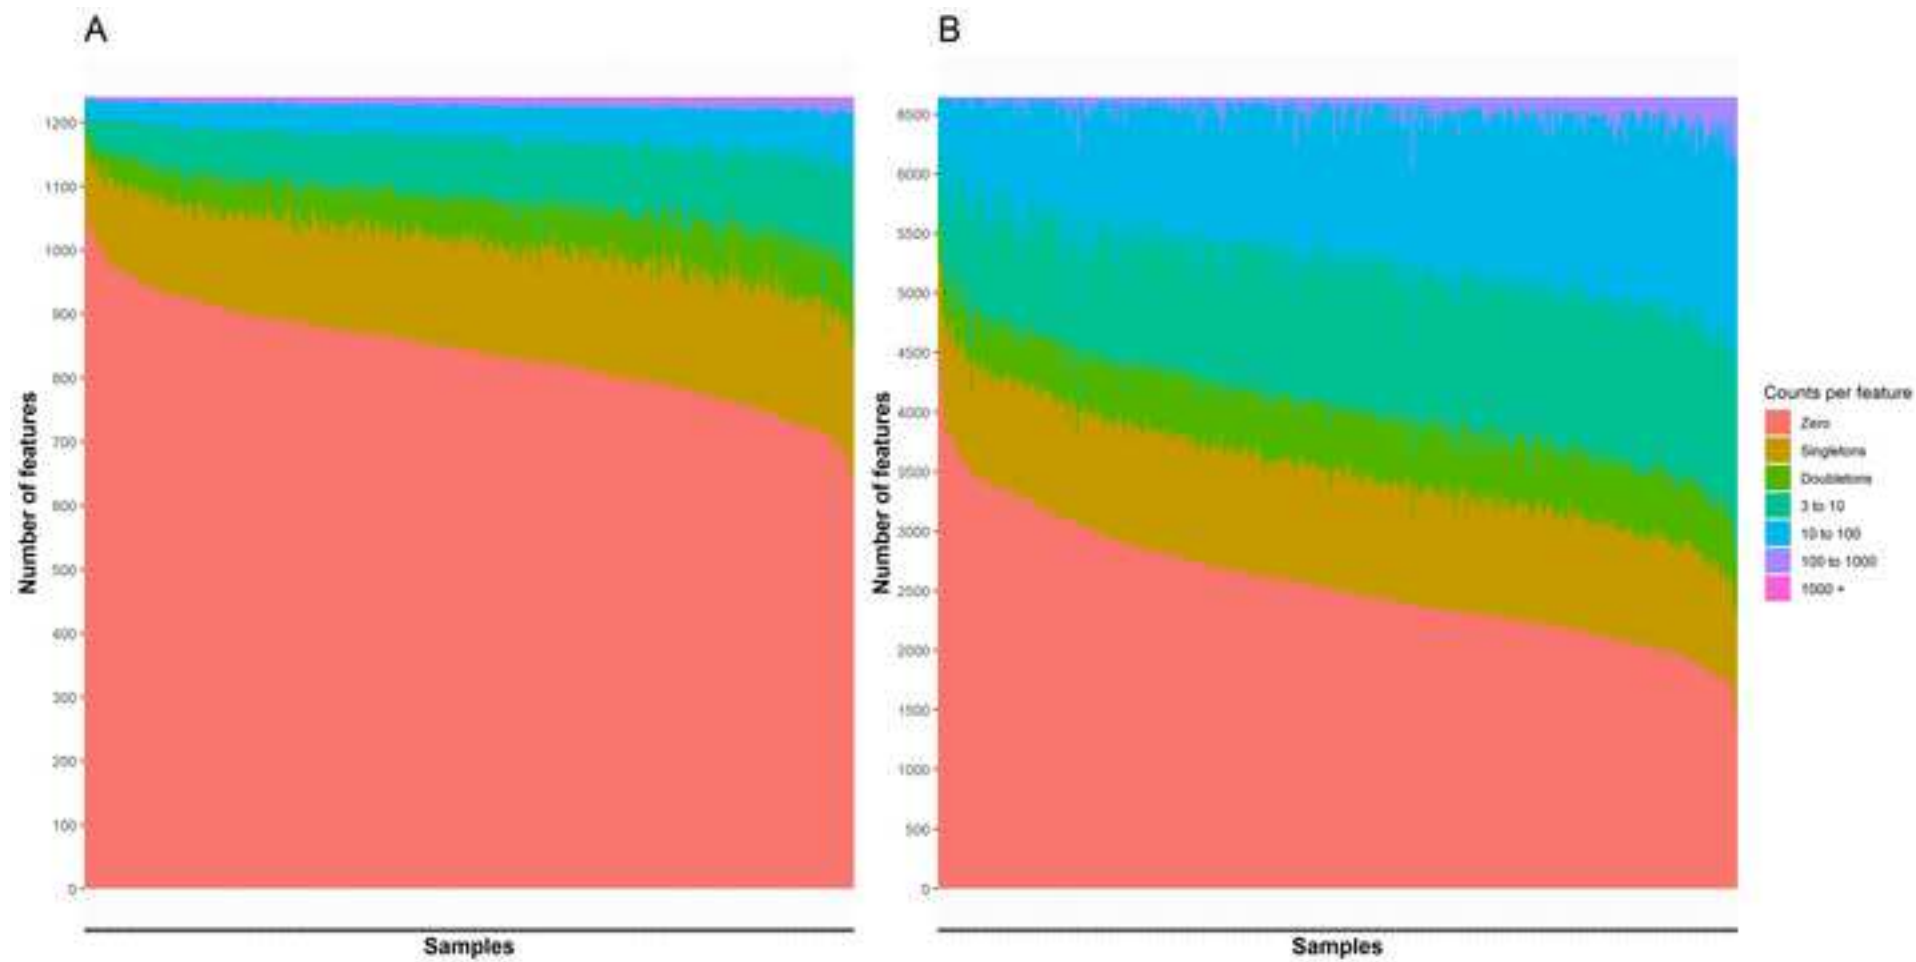 A
B
Number of features
1200
1100
1000
900
800
700
600
500
400
300
200
100
0
Samples
Number of features
6500
6000
5500
5000
4500
4000
3500
3000
2500
2000
1500
1000
500
0
Samples
Counts per feature
Zero
Singletons
Doubletons
3 to 10
10 to 100
100 to 1000
1000 +